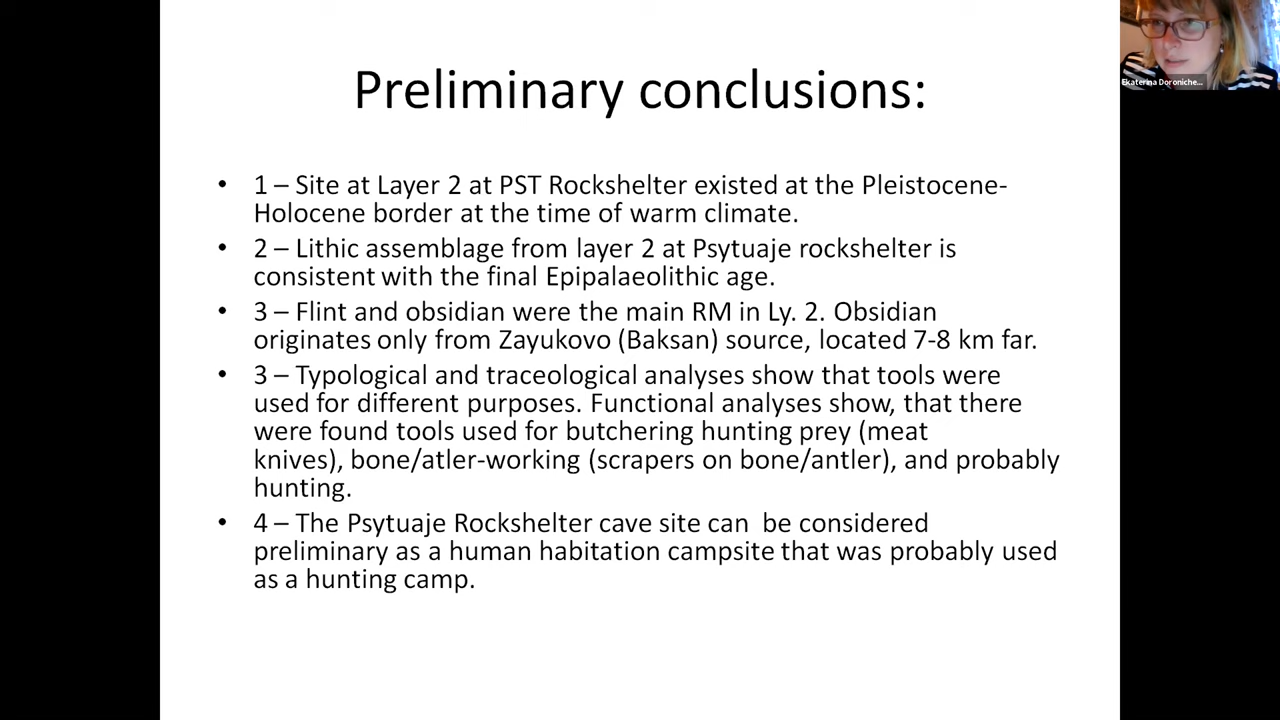 Preliminary conclusions:
• 1 – Site at Layer 2 at PST Rockshelter existed at the Pleistocene-
Holocene border at the time of warm climate.
• 2 – Lithic assemblage from layer 2 at Psytuaje rockshelter is
consistent with the final Epipalaeolithic age.
• 3 – Flint and obsidian were the main RM in Ly. 2. Obsidian
originates only from Zayukovo (Baksan) source, located 7-8 km far.
• 3 – Typological and traceological analyses show that tools were
used for different purposes. Functional analyses show, that there
were found tools used for butchering hunting prey (meat
knives), bone/atler-working (scrapers on bone/antler), and probably
hunting.
• 4 – The Psytuaje Rockshelter cave site can  be considered
preliminary as a human habitation campsite that was probably used
as a hunting camp.
Ekaterina Doroniche...